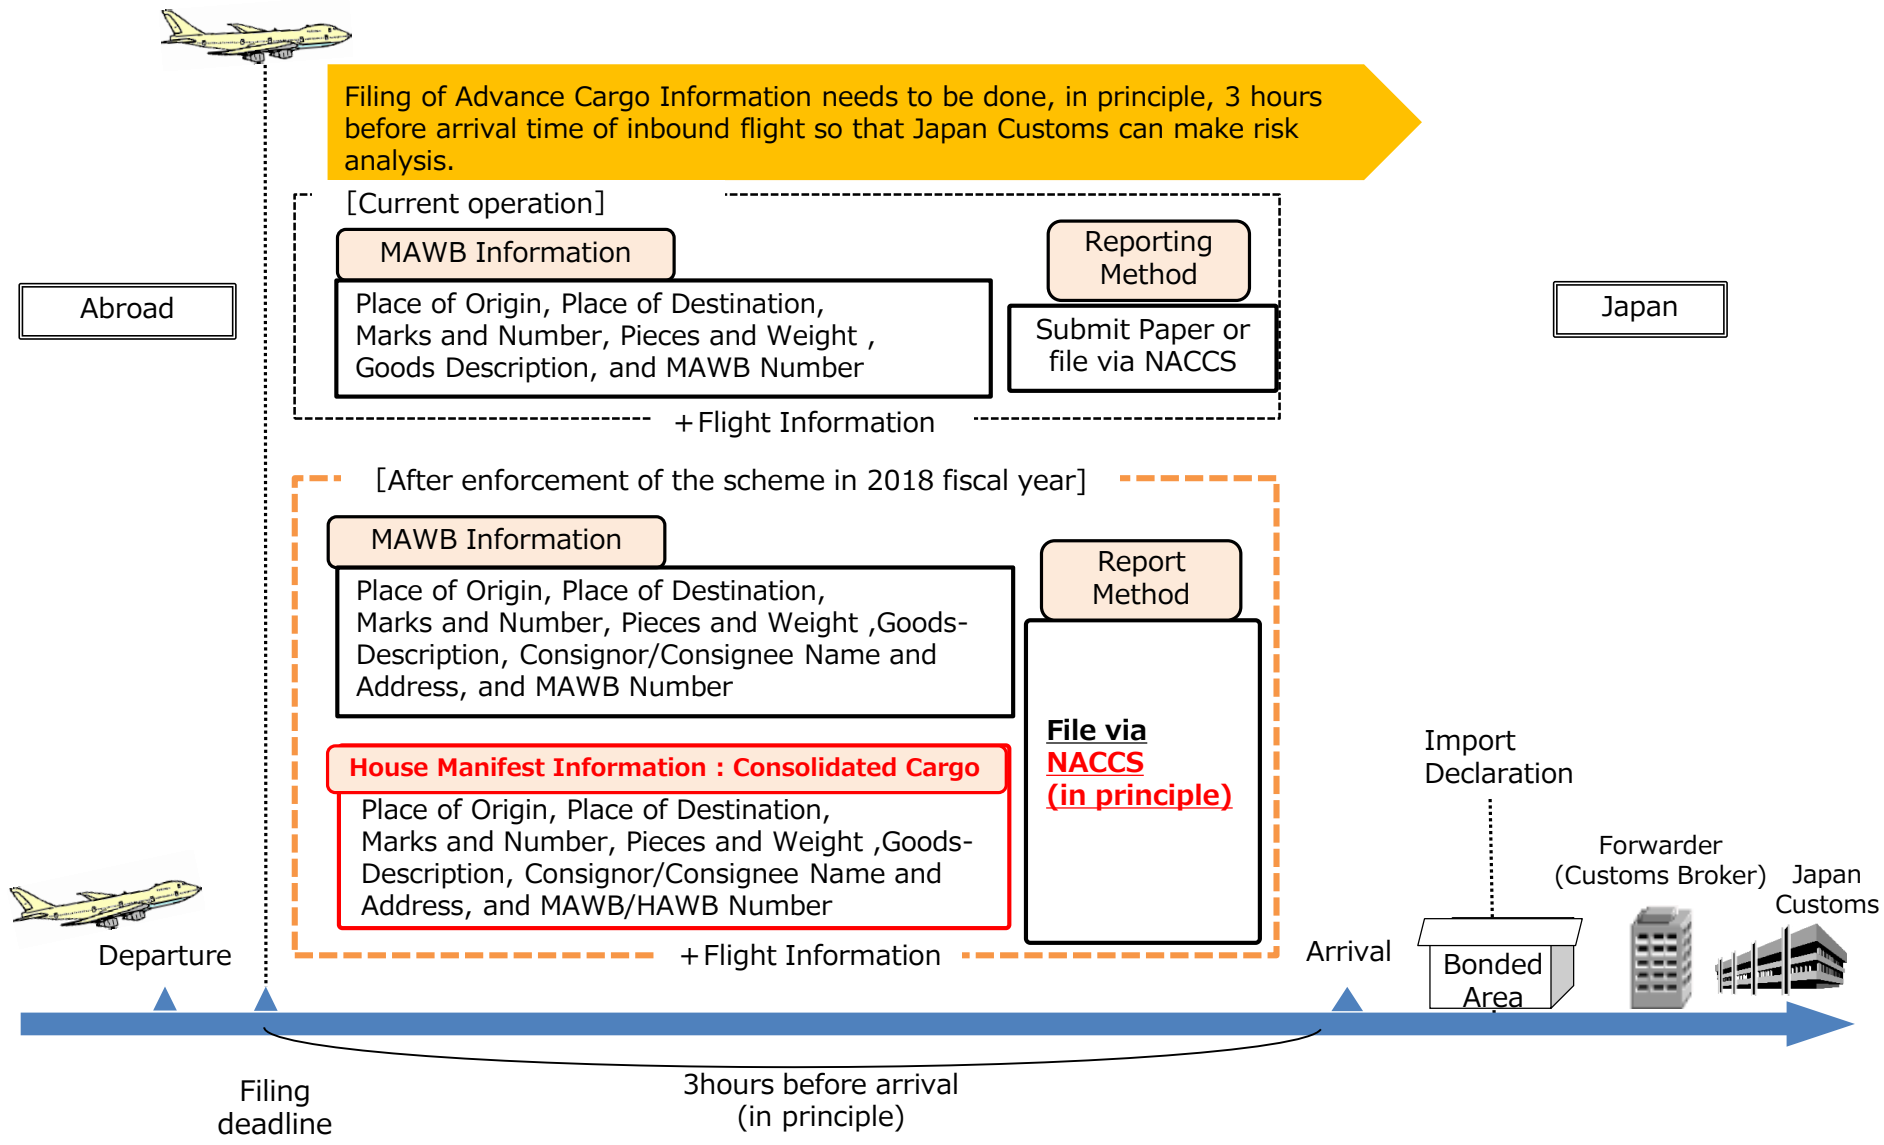 Filing of Advance Cargo Information needs to be done, in principle, 3 hours
before arrival time of inbound flight so that Japan Customs can make risk
analysis.
[Current operation]
MAWB Information
Reporting
Method
Place of Origin, Place of Destination,
Marks and Number, Pieces and Weight ,
Goods Description, and MAWB Number
Submit Paper or
file via NACCS
+Flight Information
Abroad
Japan
[After enforcement of the scheme in 2018 fiscal year]
MAWB Information
Report
Method
Place of Origin, Place of Destination,
Marks and Number, Pieces and Weight ,Goods-
Description, Consignor/Consignee Name and
Address, and MAWB Number
File via
NACCS
(in principle)
House Manifest Information : Consolidated Cargo
Place of Origin, Place of Destination,
Marks and Number, Pieces and Weight ,Goods-
Description, Consignor/Consignee Name and
Address, and MAWB/HAWB Number
+Flight Information
Import
Declaration
Forwarder
(Customs Broker)
Japan
Customs
Departure
Arrival
Bonded
Area
Filing
deadline
3hours before arrival
(in principle)